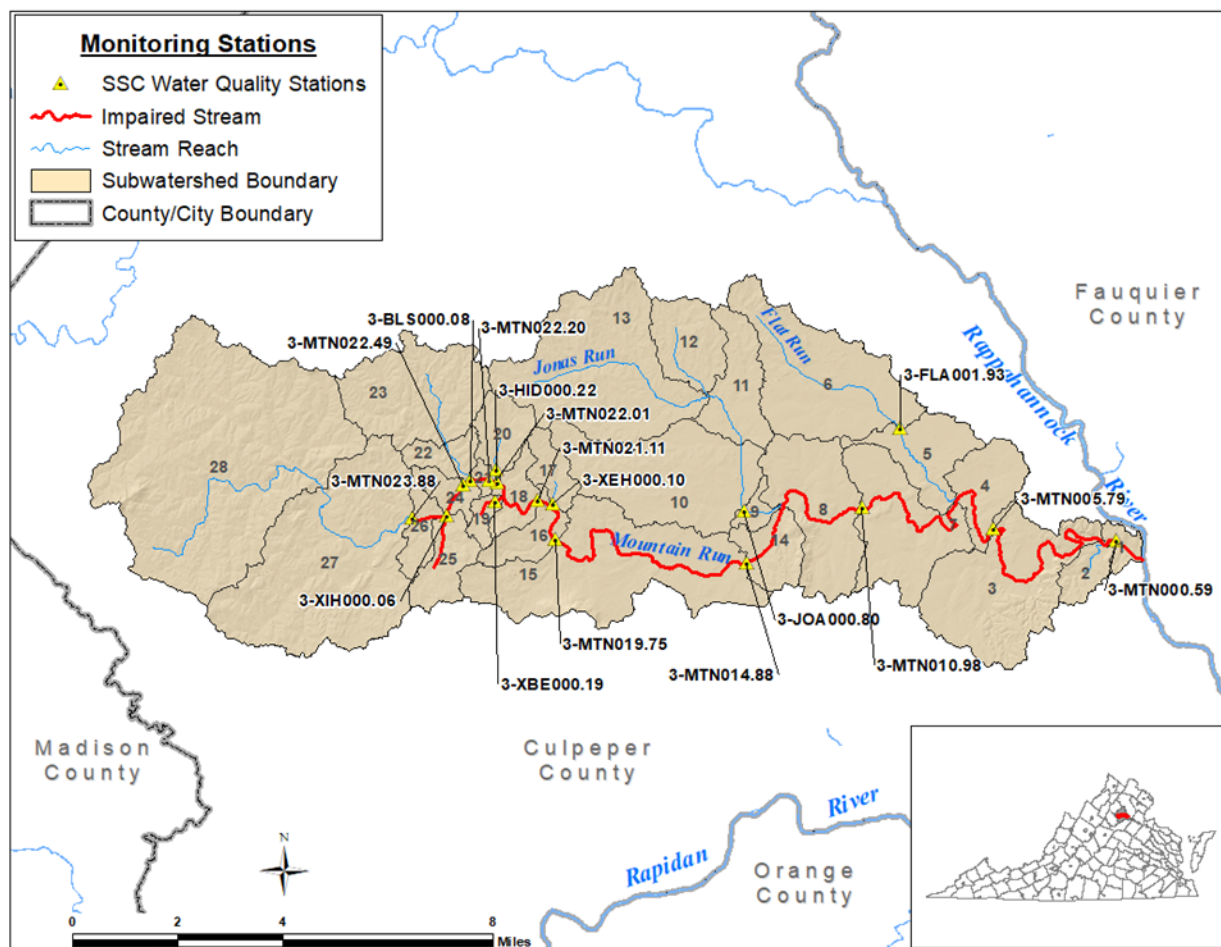 Monitoring Stations
SSC Water Quality Stations
Impaired Stream
Stream Reach
Subwatershed Boundary
County/City Boundary
Fauquier
County
Rappahannock
River
3-BLS000.08
3-MTN022.20
3-MTN022.49
3-HID000.22
3-MTN022.01
3-MTN021.11
3-XEH000.10
3-MTN023.88
3-FLA001.93
3-MTN005.79
3-MTN000.59
3-XIH000.06
3-XBE000.19
3-MTN019.75
3-MTN014.88
3-JOA000.80
3-MTN010.98
Jonas Run
Flat Run
Mountain Run
13
12
11
6
23
20
5
28
22
17
4
24
18
10
9
8
26
19
16
14
1
27
25
15
3
2
Madison
County
Culpeper
County
Rapidan
River
Orange
County
N
0
2
4
8
Miles